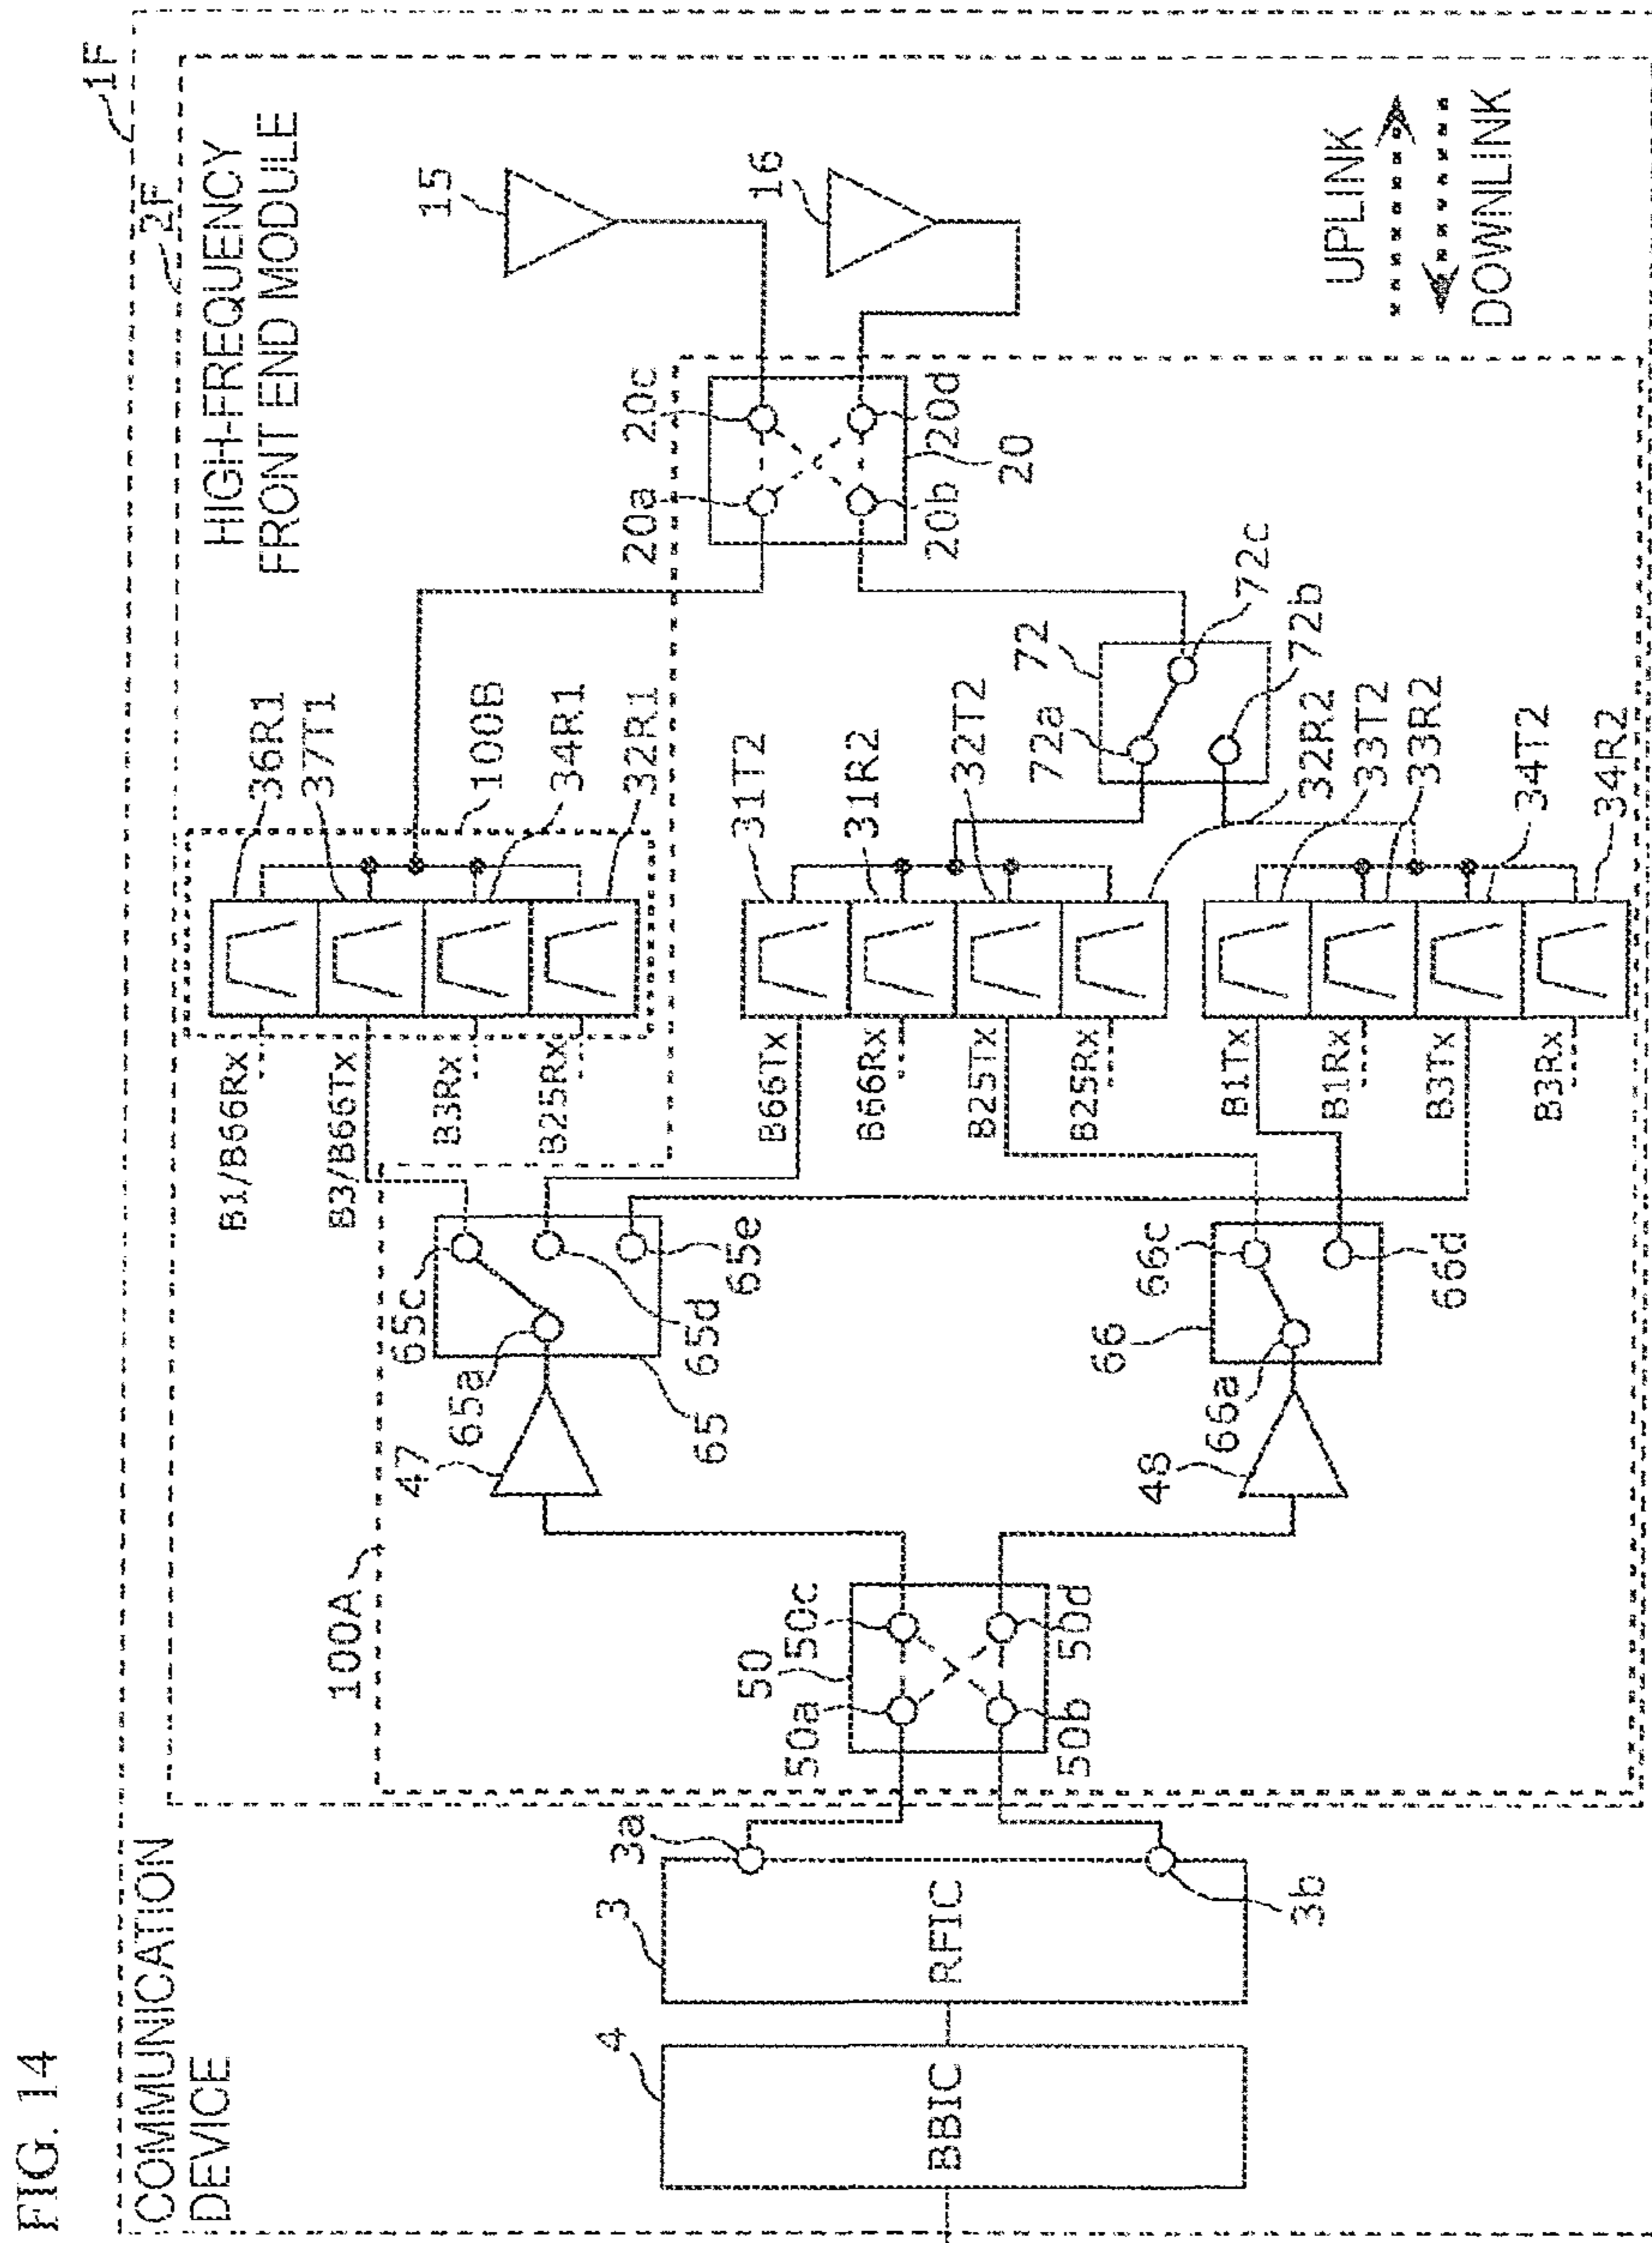 FIG. 14
COMMUNICATION
DEVICE
1F
2F
HIGH-FREQUENCY
FRONT END MODULE
4
BBIC
3
RFIC
3a
3b
100A
50
50a
50c
50b
50d
47
65a
65c
65d
65e
65
48
66
66a
66c
66d
B1/B66Rx
B3/B66Tx
B3Rx
B25Rx
36R1
37T1
100B
34R1
32R1
B66Tx
B66Rx
B25Tx
B25Rx
31T2
31R2
32T2
32R2
B1Tx
B1Rx
B3Tx
B3Rx
33T2
33R2
34T2
34R2
72
72a
72c
72b
20a
20c
20b
20d
20
15
16
UPLINK
DOWNLINK